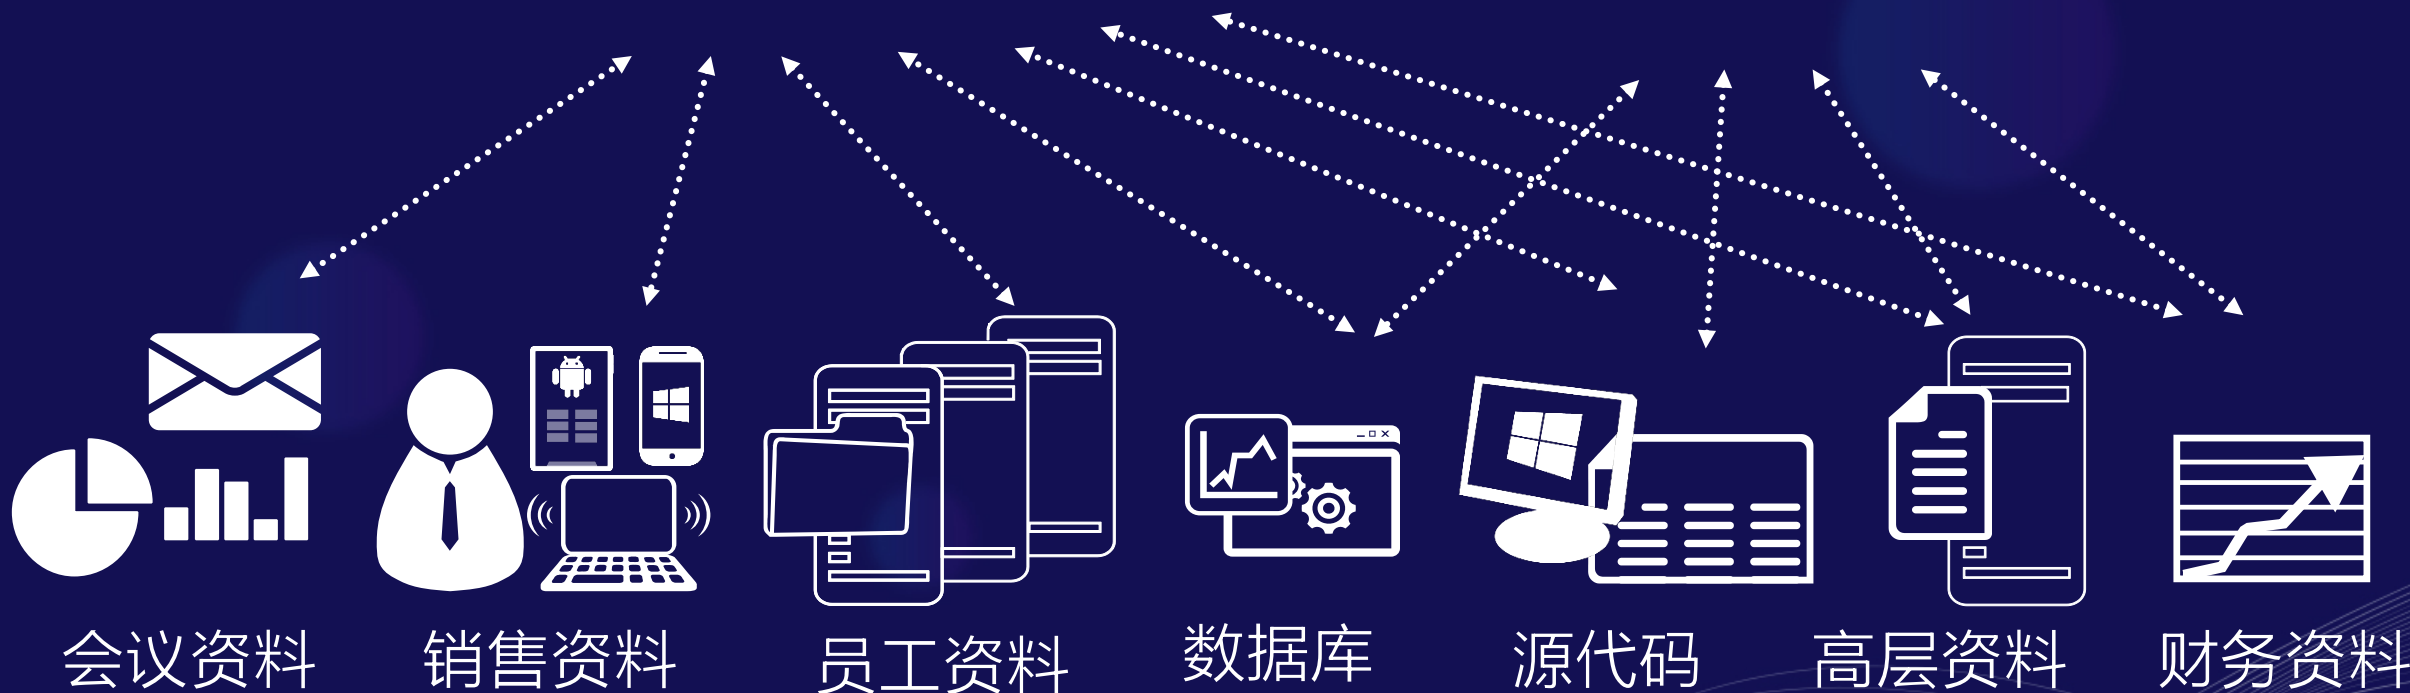 会议资料
销售资料
员工资料
数据库
源代码
高层资料
财务资料